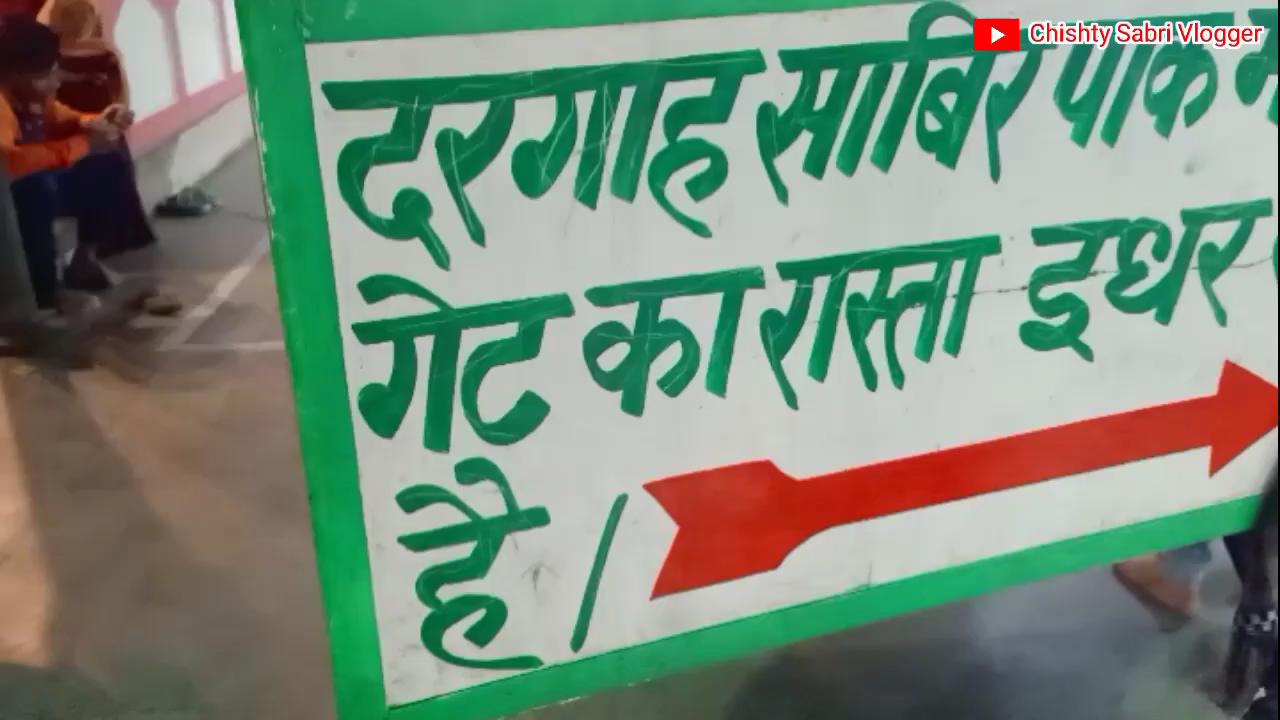 Chishty Sabri Vlogger
दरगाह साबिर पाक
गेट का रास्ता इधर
है /